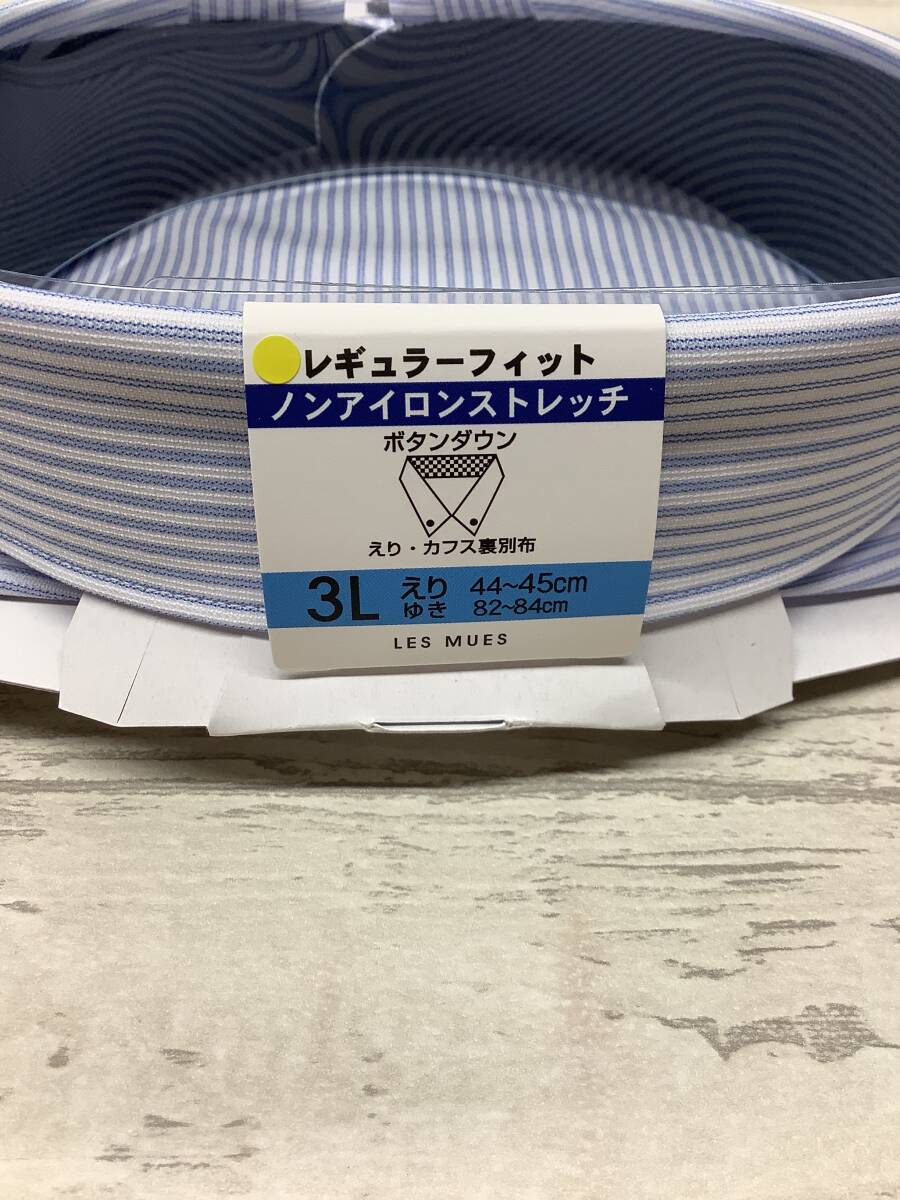 レギュラーフィット
ノンアイロンストレッチ
ボタンダウン
えり・カフス裏別布
3L えり 44~45cm
ゆき 82~84cm
LES MUES